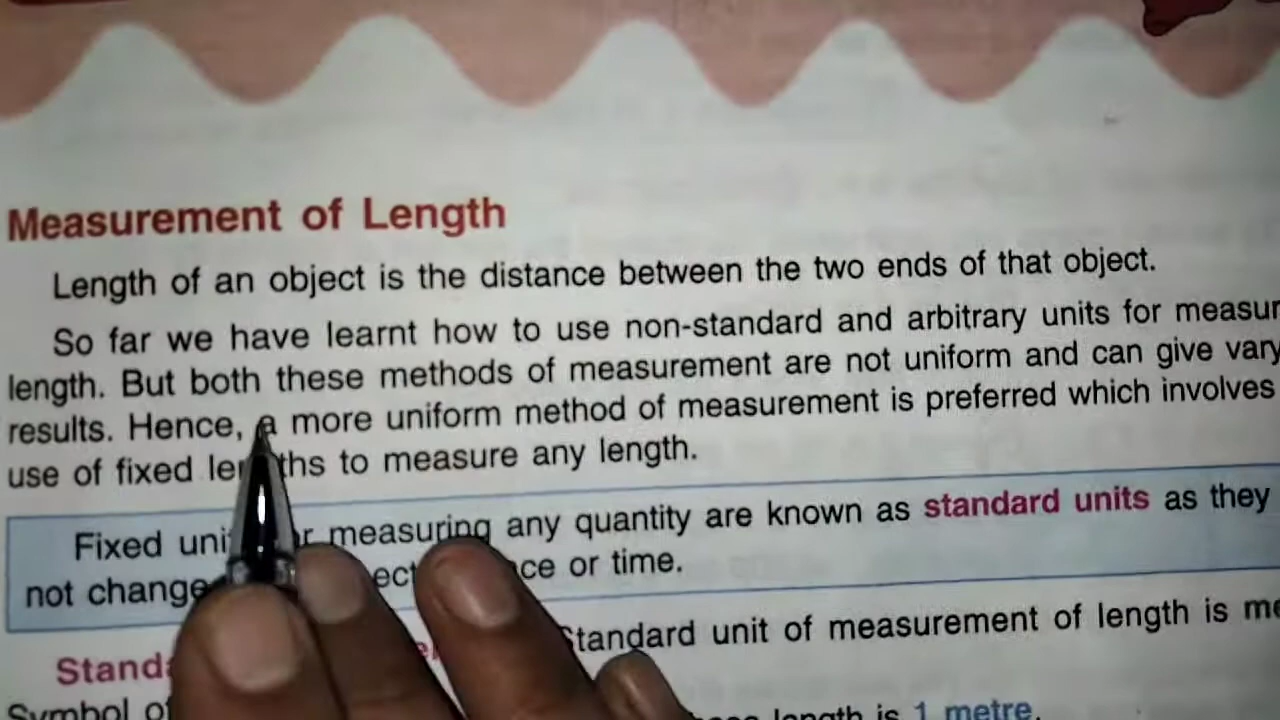 Measurement of Length
Length of an object is the distance between the two ends of that object.
So far we have learnt how to use non-standard and arbitrary units for measur
length. But both these methods of measurement are not uniform and can give vary
results. Hence, a more uniform method of measurement is preferred which involves
use of fixed lengths to measure any length.
Fixed uni r measuring any quantity are known as standard units as they
not change ect ce or time.
Standa Standard unit of measurement of length is me
Symbol of length is 1 metre.